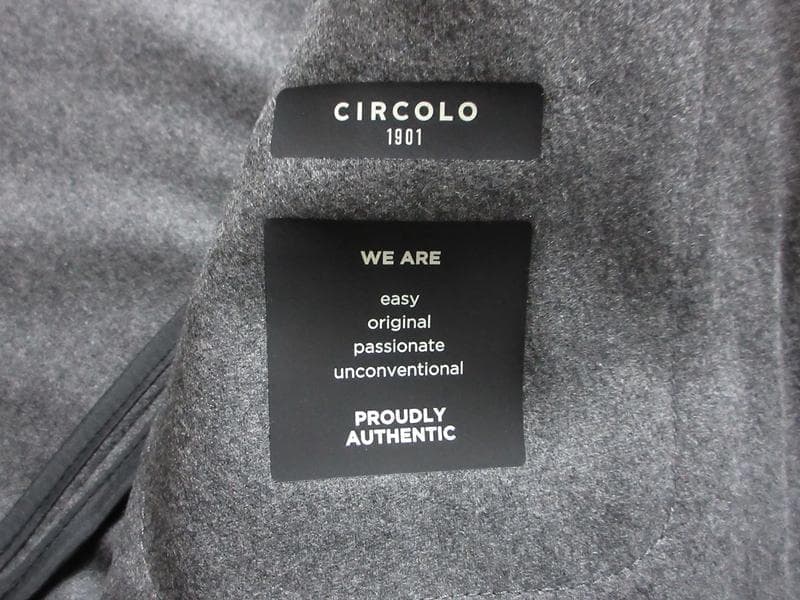 CIRCOLO
1901
WE ARE
easy
original
passionate
unconventional
PROUDLY
AUTHENTIC